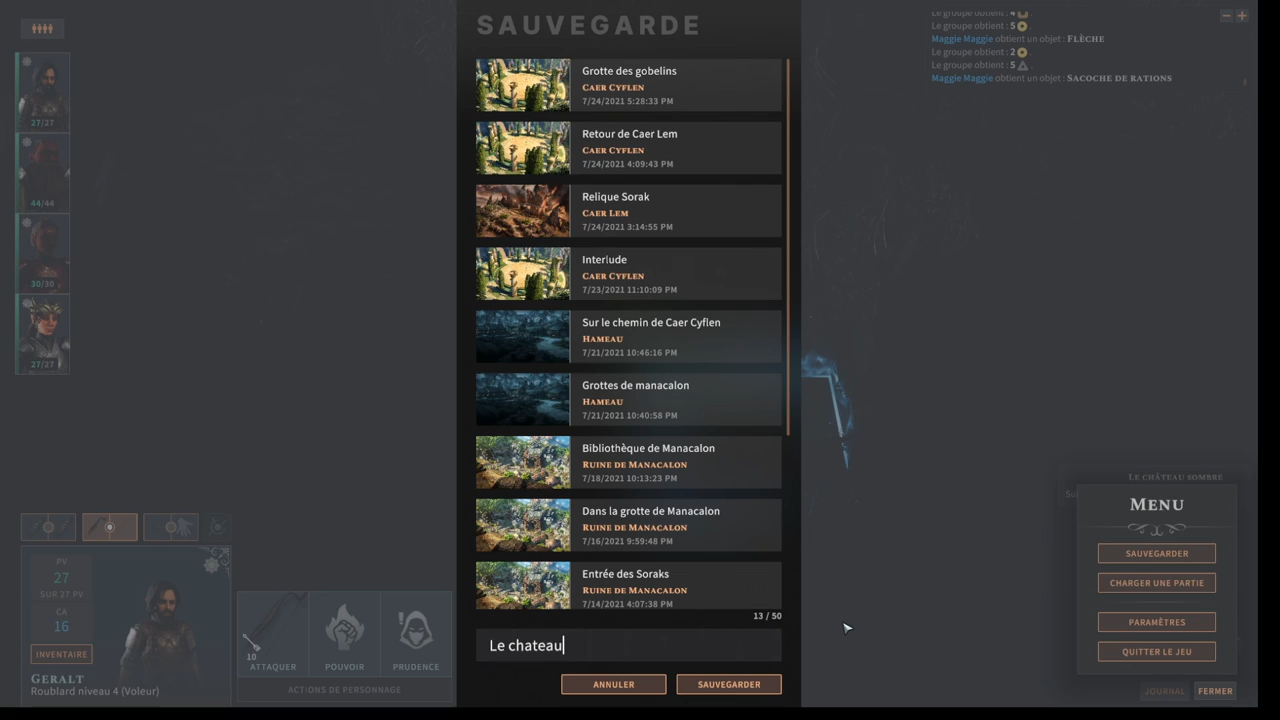 SAUVEGARDE
Grotte des gobelins
CAER CYFLEN
7/24/2021 5:28:33 PM
Retour de Caer Lem
CAER CYFLEN
7/24/2021 4:09:43 PM
Relique Sorak
CAER LEM
7/24/2021 3:14:55 PM
Interlude
CAER CYFLEN
7/23/2021 11:10:09 PM
Sur le chemin de Caer Cyflen
HAMEAU
7/21/2021 10:46:16 PM
Grottes de manacalon
HAMEAU
7/21/2021 10:40:58 PM
Bibliothèque de Manacalon
RUINE DE MANACALON
7/18/2021 10:13:23 PM
Dans la grotte de Manacalon
RUINE DE MANACALON
7/16/2021 9:59:48 PM
Entrée des Soraks
RUINE DE MANACALON
7/14/2021 4:07:38 PM
13 / 50
Le chateau
ANNULER
SAUVEGARDER
Le groupe obtient : 4
Le groupe obtient : 5
Maggie Maggie obtient un objet : FLÈCHE
Le groupe obtient : 2
Le groupe obtient : 5
Maggie Maggie obtient un objet : SACOCHE DE RATIONS
27/27
44/44
30/30
27/27
PV
27
SUR 27 PV
CA
16
INVENTAIRE
GERALT
Roublard niveau 4 (Voleur)
10
ATTAQUER
POUVOIR
PRUDENCE
ACTIONS DE PERSONNAGE
LE CHÂTEAU SOMBRE
MENU
SAUVEGARDER
CHARGER UNE PARTIE
PARAMÈTRES
QUITTER LE JEU
JOURNAL
FERMER